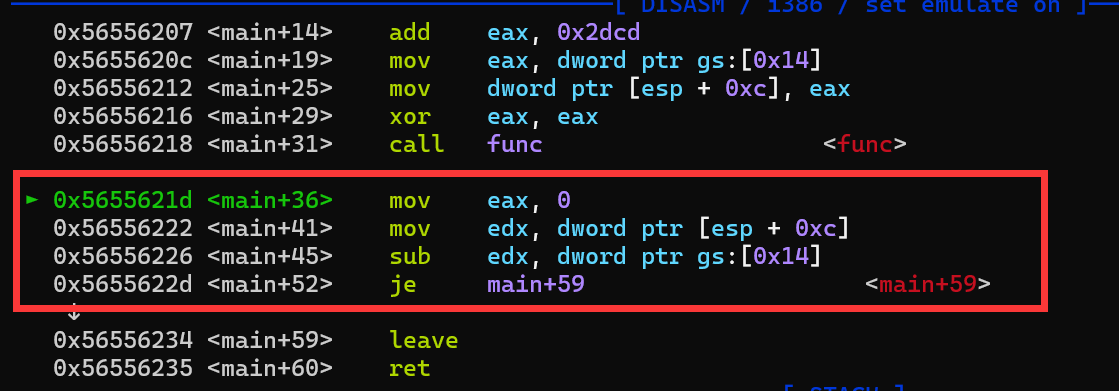 [ DISASM / i386 / set emulate on ]
0x56556207 <main+14> add eax, 0x2dcd
0x5655620c <main+19> mov eax, dword ptr gs:[0x14]
0x56556212 <main+25> mov dword ptr [esp + 0xc], eax
0x56556216 <main+29> xor eax, eax
0x56556218 <main+31> call func <func>
► 0x5655621d <main+36> mov eax, 0
0x56556222 <main+41> mov edx, dword ptr [esp + 0xc]
0x56556226 <main+45> sub edx, dword ptr gs:[0x14]
0x5655622d <main+52> je main+59 <main+59>
↓
0x56556234 <main+59> leave
0x56556235 <main+60> ret
[ STACK ]